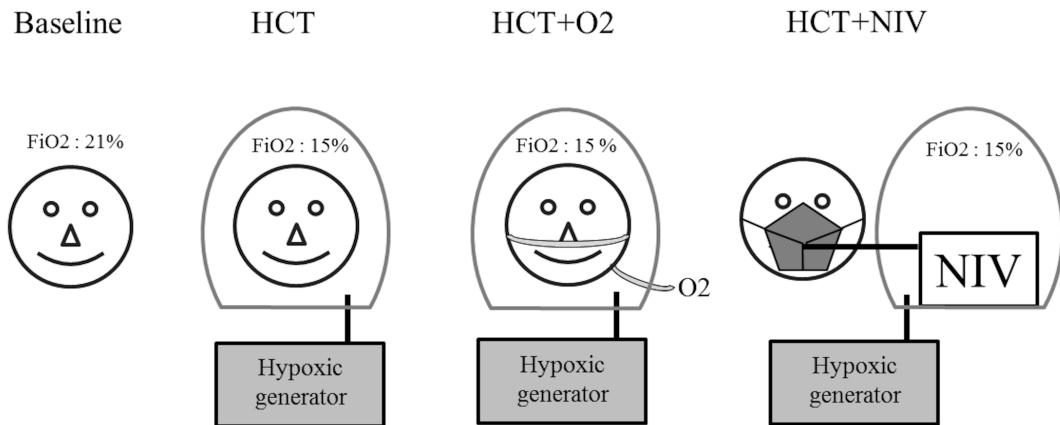 Baseline
HCT
HCT+O2
HCT+NIV
FiO2 : 21%
FiO2 : 15%
FiO2 : 15 %
FiO2 : 15%
O2
NIV
Hypoxic
generator
Hypoxic
generator
Hypoxic
generator